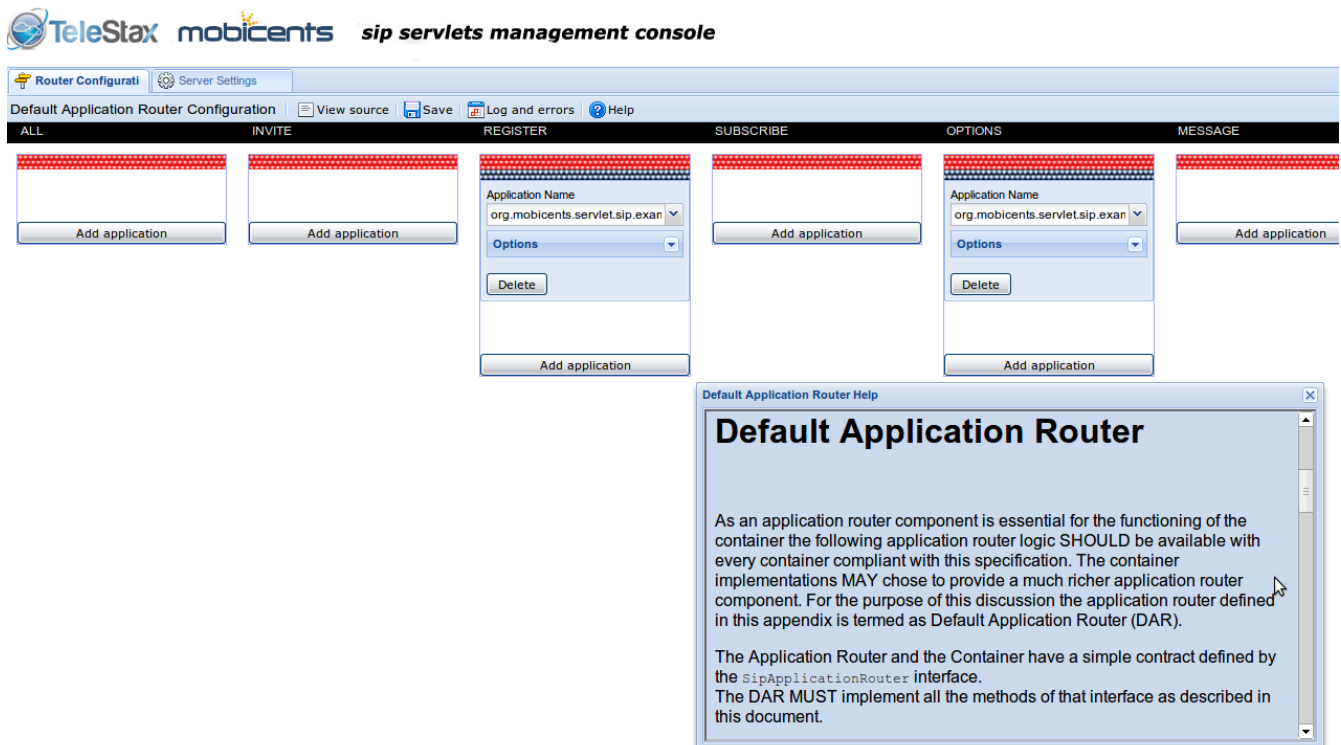 TeleStax mobicents sip servlets management console
Router Configurati Server Settings
Default Application Router Configuration View source Save Log and errors Help
ALL INVITE REGISTER SUBSCRIBE OPTIONS MESSAGE
Application Name Application Name
org.mobicents.servlet.sip.exan org.mobicents.servlet.sip.exan
Add application Add application Add application Add application
Options Options
Delete Delete
Add application Add application
Default Application Router Help
Default Application Router
As an application router component is essential for the functioning of the
container the following application router logic SHOULD be available with
every container compliant with this specification. The container
implementations MAY chose to provide a much richer application router
component. For the purpose of this discussion the application router defined
in this appendix is termed as Default Application Router (DAR).
The Application Router and the Container have a simple contract defined by
the SipApplicationRouter interface.
The DAR MUST implement all the methods of that interface as described in
this document.